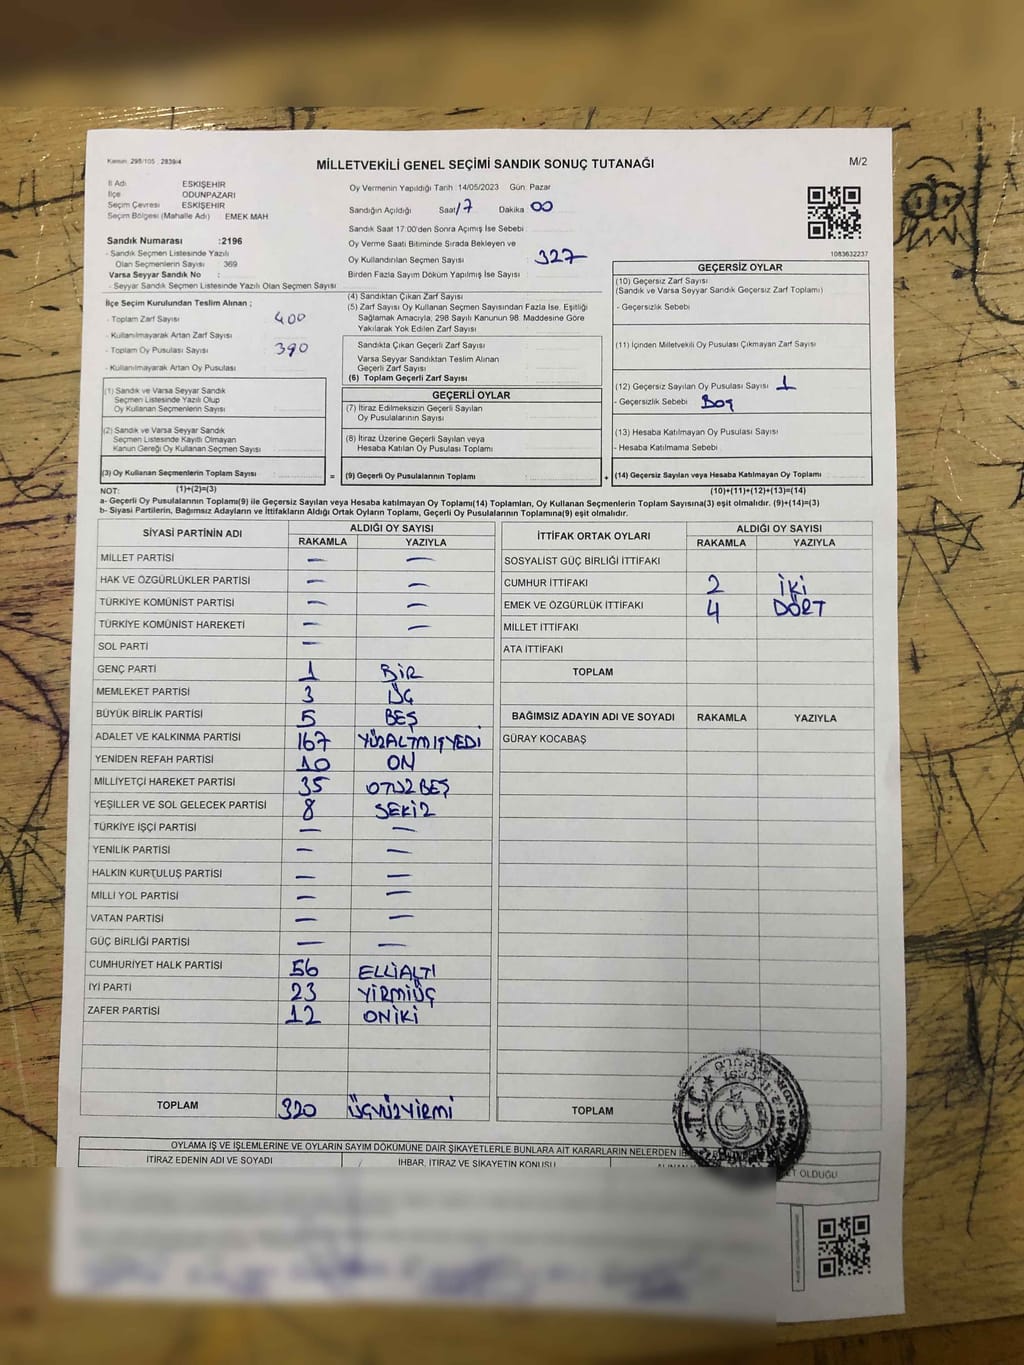 Kanun: 298/105 , 2839/4
MİLLETVEKİLİ GENEL SEÇİMİ SANDIK SONUÇ TUTANAĞI
M/2
İl Adı ESKİŞEHİR
İlçe ODUNPAZARI
Seçim Çevresi ESKİŞEHİR
Seçim Bölgesi (Mahalle Adı) EMEK MAH
Sandık Numarası :2196
- Sandık Seçmen Listesinde Yazılı
Olan Seçmenlerin Sayısı 369
Varsa Seyyar Sandık No :
- Seyyar Sandık Seçmen Listesinde Yazılı Olan Seçmen Sayısı
Oy Vermenin Yapıldığı Tarih :14/05/2023 Gün: Pazar
Sandığın Açıldığı Saat 17 Dakika 00
Sandık Saat 17:00'den Sonra Açılmış İse Sebebi
Oy Verme Saati Bitiminde Sırada Bekleyen ve
Oy Kullandırılan Seçmen Sayısı : 327
Birden Fazla Sayım Döküm Yapılmış İse Sayısı
1083632237
İlçe Seçim Kurulundan Teslim Alınan ;
- Toplam Zarf Sayısı 400
- Kullanılmayarak Artan Zarf Sayısı
- Toplam Oy Pusulası Sayısı 390
- Kullanılmayarak Artan Oy Pusulası
(1) Sandık ve Varsa Seyyar Sandık
Seçmen Listesinde Yazılı Olup
Oy Kullanan Seçmenlerin Sayısı
(2) Sandık ve Varsa Seyyar Sandık
Seçmen Listesinde Kayıtlı Olmayan
Kanun Gereği Oy Kullanan Seçmen Sayısı
(3) Oy Kullanan Seçmenlerin Toplam Sayısı =
(1)+(2)=(3)
(4) Sandıktan Çıkan Zarf Sayısı
(5) Zarf Sayısı Oy Kullanan Seçmen Sayısından Fazla İse, Eşitliği
Sağlamak Amacıyla; 298 Sayılı Kanunun 98. Maddesine Göre
Yakılarak Yok Edilen Zarf Sayısı
Sandıkta Çıkan Geçerli Zarf Sayısı
Varsa Seyyar Sandıktan Teslim Alınan
Geçerli Zarf Sayısı
(6) Toplam Geçerli Zarf Sayısı
GEÇERLİ OYLAR
(7) İtiraz Edilmeksizin Geçerli Sayılan
Oy Pusulalarının Sayısı
(8) İtiraz Üzerine Geçerli Sayılan veya
Hesaba Katılan Oy Pusulası Toplamı
(9) Geçerli Oy Pusulalarının Toplamı +
GEÇERSİZ OYLAR
(10) Geçersiz Zarf Sayısı
(Sandık ve Varsa Seyyar Sandık Geçersiz Zarf Toplamı)
- Geçersizlik Sebebi
(11) İçinden Milletvekili Oy Pusulası Çıkmayan Zarf Sayısı
(12) Geçersiz Sayılan Oy Pusulası Sayısı 1
- Geçersizlik Sebebi Boş
(13) Hesaba Katılmayan Oy Pusulası Sayısı
- Hesaba Katılmama Sebebi
(14) Geçersiz Sayılan veya Hesaba Katılmayan Oy Toplamı
(10)+(11)+(12)+(13)=(14)
NOT:
a- Geçerli Oy Pusulalarının Toplamı(9) ile Geçersiz Sayılan veya Hesaba katılmayan Oy Toplamı(14) Toplamları, Oy Kullanan Seçmenlerin Toplam Sayısına(3) eşit olmalıdır. (9)+(14)=(3)
b- Siyasi Partilerin, Bağımsız Adayların ve İttifakların Aldığı Ortak Oyların Toplamı, Geçerli Oy Pusulalarının Toplamına(9) eşit olmalıdır.
SİYASİ PARTİNİN ADI ALDIĞI OY SAYISI
RAKAMLA YAZIYLA
MİLLET PARTİSİ — —
HAK VE ÖZGÜRLÜKLER PARTİSİ — —
TÜRKİYE KOMÜNİST PARTİSİ — —
TÜRKİYE KOMÜNİST HAREKETİ — —
SOL PARTİ —
GENÇ PARTİ 1 BİR
MEMLEKET PARTİSİ 3 ÜÇ
BÜYÜK BİRLİK PARTİSİ 5 BEŞ
ADALET VE KALKINMA PARTİSİ 167 YÜZALTMIŞYEDİ
YENİDEN REFAH PARTİSİ 10 ON
MİLLİYETÇİ HAREKET PARTİSİ 35 OTUZBEŞ
YEŞİLLER VE SOL GELECEK PARTİSİ 8 SEKİZ
TÜRKİYE İŞÇİ PARTİSİ — —
YENİLİK PARTİSİ — —
HALKIN KURTULUŞ PARTİSİ — —
MİLLİ YOL PARTİSİ — —
VATAN PARTİSİ — —
GÜÇ BİRLİĞİ PARTİSİ — —
CUMHURİYET HALK PARTİSİ 56 ELLİALTI
İYİ PARTİ 23 YİRMİÜÇ
ZAFER PARTİSİ 12 ONİKİ
TOPLAM 320 ÜÇYÜZYİRMİ
İTTİFAK ORTAK OYLARI ALDIĞI OY SAYISI
RAKAMLA YAZIYLA
SOSYALİST GÜÇ BİRLİĞİ İTTİFAKI
CUMHUR İTTİFAKI 2 İKİ
EMEK VE ÖZGÜRLÜK İTTİFAKI 4 DÖRT
MİLLET İTTİFAKI
ATA İTTİFAKI
TOPLAM
BAĞIMSIZ ADAYIN ADI VE SOYADI RAKAMLA YAZIYLA
GÜRAY KOCABAŞ
TOPLAM
OYLAMA İŞ VE İŞLEMLERİNE VE OYLARIN SAYIM DÖKÜMÜNE DAİR ŞİKAYETLERLE BUNLARA AİT KARARLARIN NELERDEN
İTİRAZ EDENİN ADI VE SOYADI İHBAR, İTİRAZ VE ŞİKAYETİN KONUSU OLDUĞU